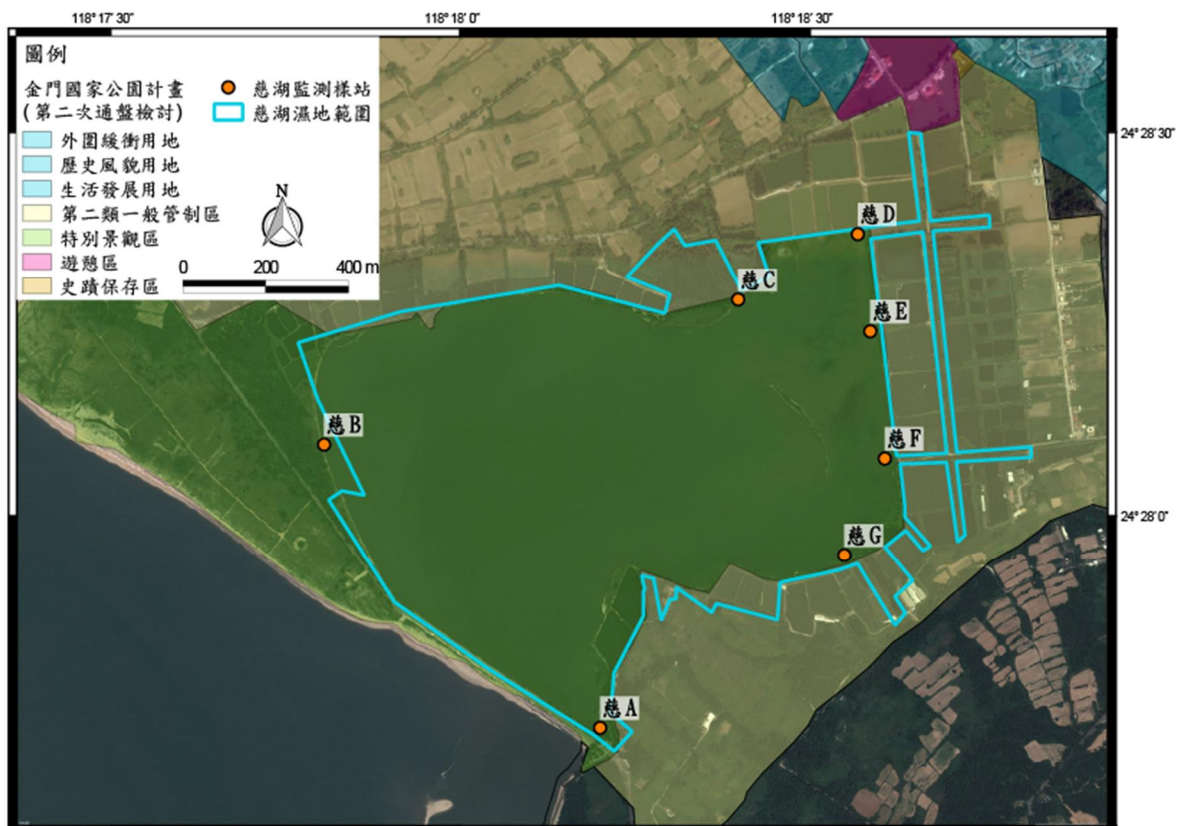 118° 17′ 30″
118° 18′ 0″
118° 18′ 30″
圖例
金門國家公園計畫
(第二次通盤檢討)
慈湖監測樣站
慈湖濕地範圍
外圍緩衝用地
歷史風貌用地
生活發展用地
第二類一般管制區
特別景觀區
遊憩區
史蹟保存區
N
0 200 400 m
24° 28′ 30″
慈D
慈C
慈E
慈B
慈F
24° 28′ 0″
慈G
慈A